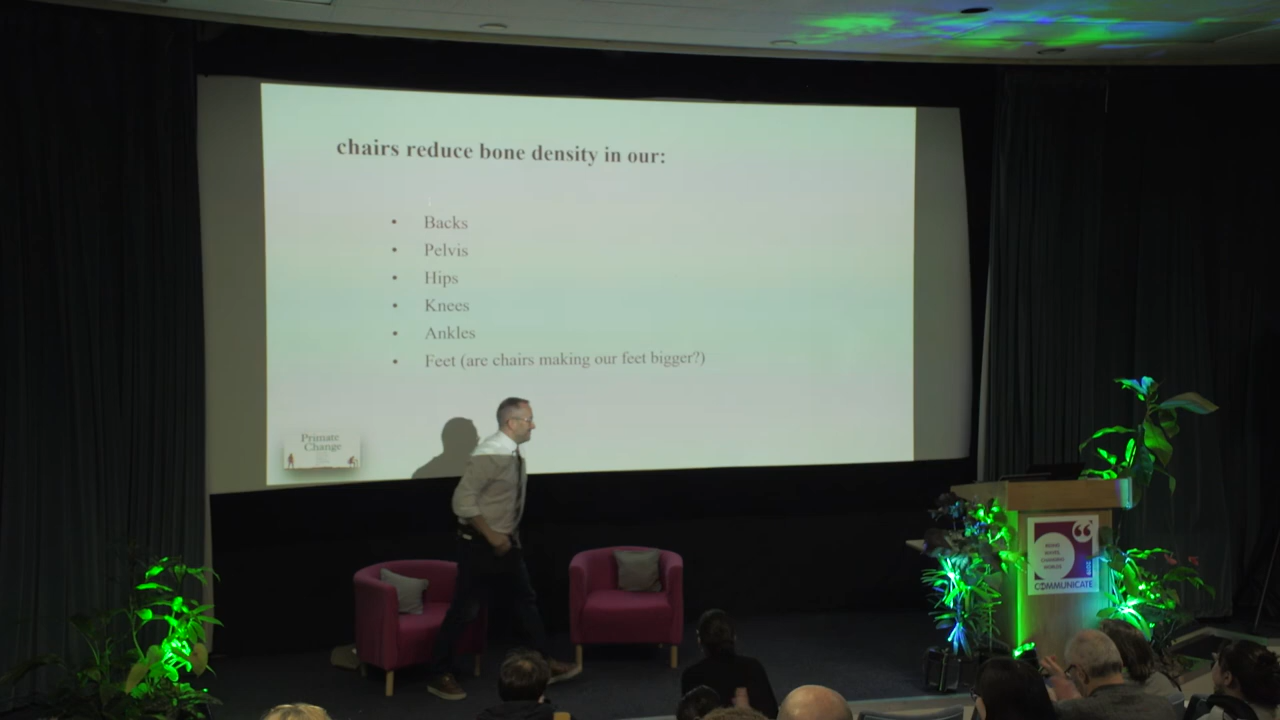 chairs reduce bone density in our:
• Backs
• Pelvis
• Hips
• Knees
• Ankles
• Feet (are chairs making our feet bigger?)
Primate
Change
COMMUNICATE